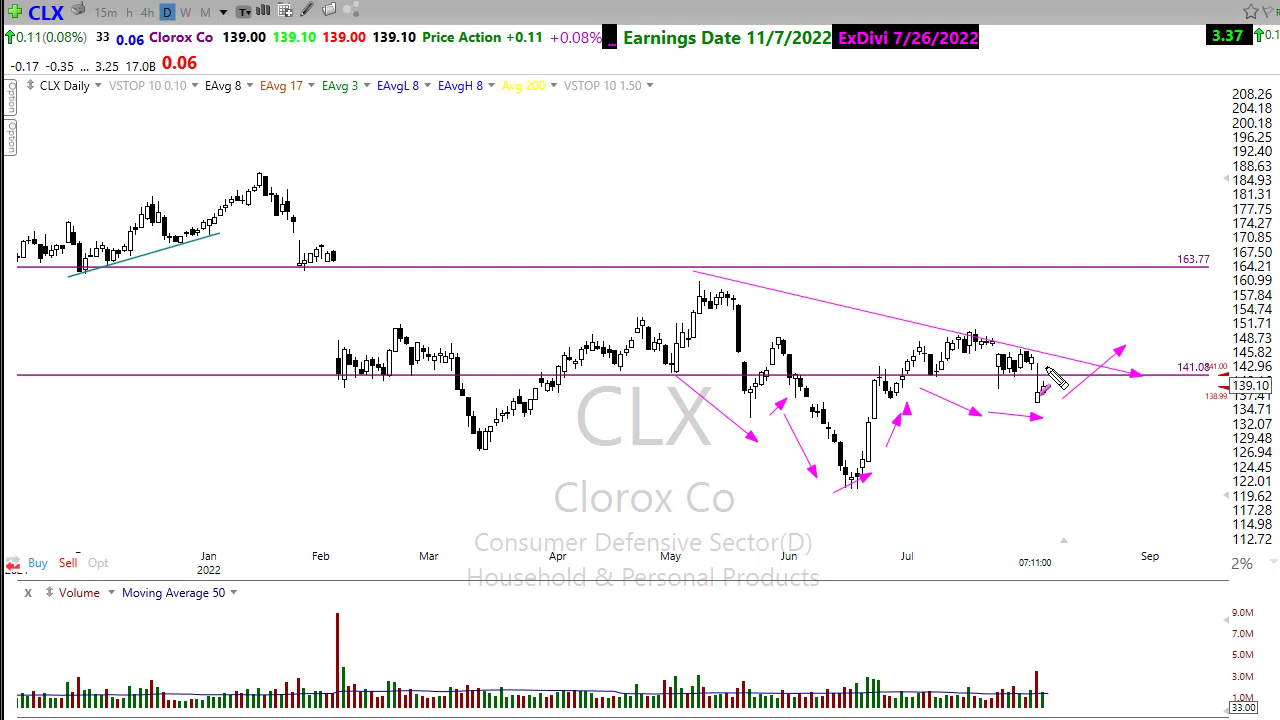 CLX 15m h 4h D W M T
0.11(0.08%) 33 0.06 Clorox Co 139.00 139.10 139.00 139.10 Price Action +0.11 +0.08% ... Earnings Date 11/7/2022 ExDivi 7/26/2022 3.37
-0.17 -0.35 ... 3.25 17.0B 0.06
Option
Option
CLX Daily VSTOP 10 0.10 EAvg 8 EAvg 17 EAvg 3 EAvgL 8 EAvgH 8 Avg 200 VSTOP 10 1.50
208.26
204.18
200.18
196.25
192.40
188.63
184.93
181.31
177.75
174.27
170.85
167.50
163.77
164.21
160.99
157.84
154.74
151.71
148.73
145.82
142.96
141.08
141.00
139.10
138.99
134.71
132.07
129.48
126.94
124.45
122.01
119.62
117.28
114.98
112.72
CLX
Clorox Co
Consumer Defensive Sector(D)
Household & Personal Products
Jan Feb Mar Apr May Jun Jul Sep
2022
07:11:00
Buy Sell Opt
2%
X Volume Moving Average 50
9.0M
7.0M
5.0M
3.0M
1.0M
33.00